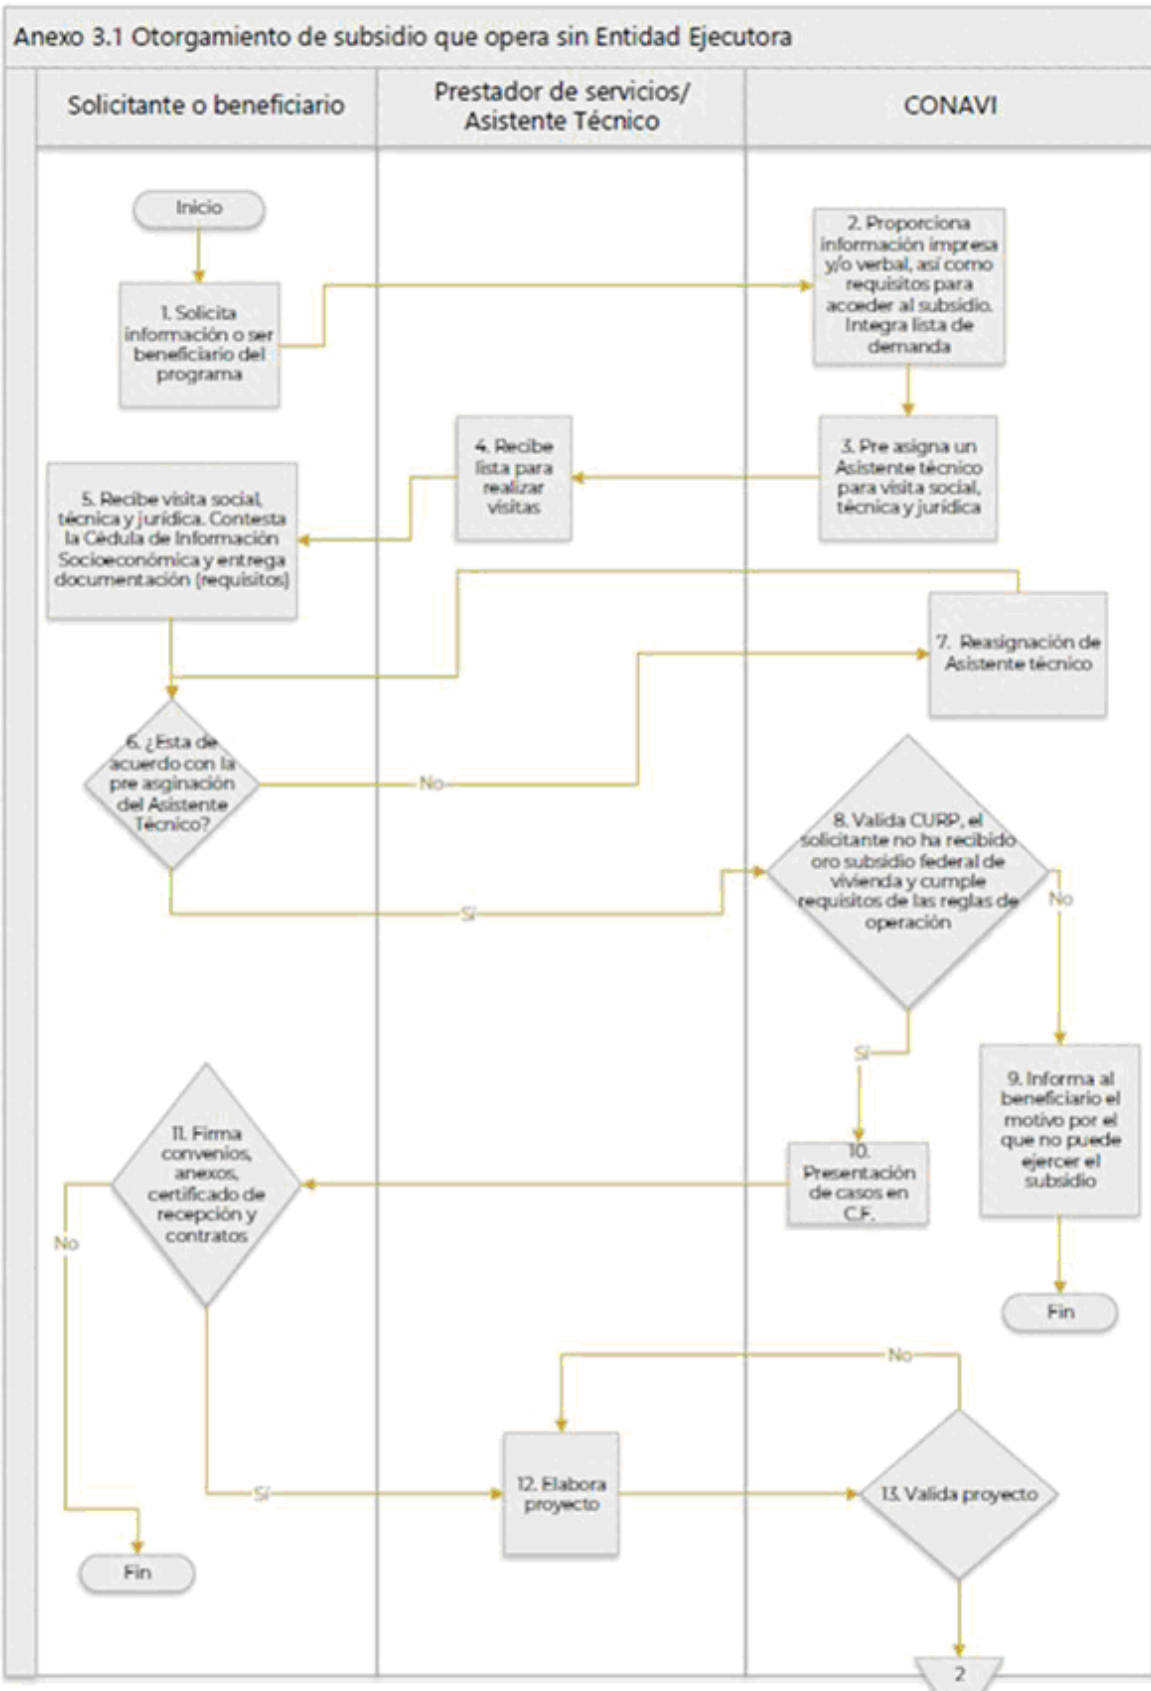 Anexo 3.1 Otorgamiento de subsidio que opera sin Entidad Ejecutora
Solicitante o beneficiario
Prestador de servicios/
Asistente Técnico
CONAVI
Inicio
1. Solicita
información o ser
beneficiario del
programa
2. Proporciona
información impresa
y/o verbal, así como
requisitos para
acceder al subsidio.
Integra lista de
demanda
3. Pre asigna un
Asistente técnico
para visita social,
técnica y jurídica
4. Recibe
lista para
realizar
visitas
5. Recibe visita social,
técnica y jurídica. Contesta
la Cédula de Información
Socioeconómica y entrega
documentación (requisitos)
6. ¿Esta de
acuerdo con la
pre asginación
del Asistente
Técnico?
No
7. Reasignación de
Asistente técnico
Sí
8. Valida CURP, el
solicitante no ha recibido
oro subsidio federal de
vivienda y cumple
requisitos de las reglas de
operación
No
Sí
9. Informa al
beneficiario el
motivo por el
que no puede
ejercer el
subsidio
Fin
10.
Presentación
de casos en
C.F.
11. Firma
convenios,
anexos,
certificado de
recepción y
contratos
No
Sí
Fin
12. Elabora
proyecto
13. Valida proyecto
No
2